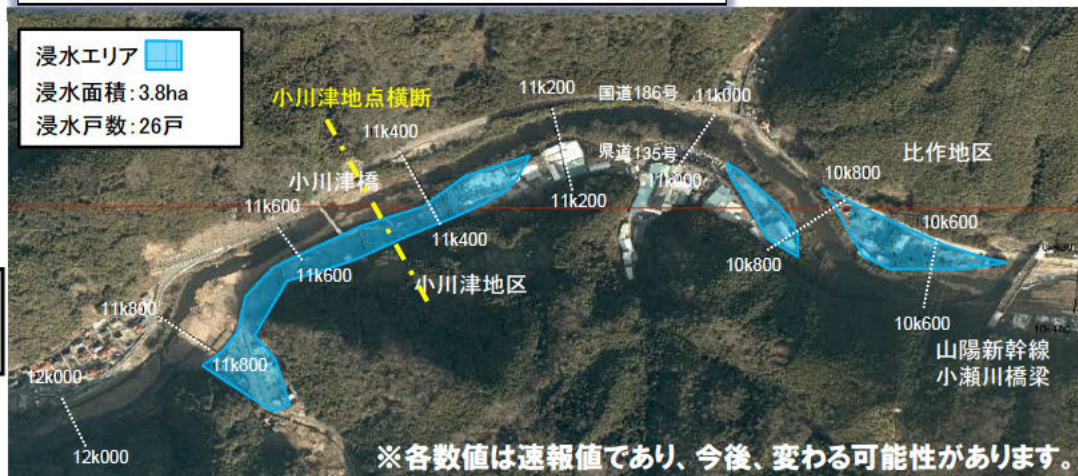 浸水エリア
浸水面積:3.8ha
浸水戸数:26戸
小川津地点横断
11k200
国道186号
11k000
11k400
県道135号
比作地区
小川津橋
11k000
10k800
11k600
11k200
10k600
11k400
11k600
10k800
小川津地区
11k800
10k600
10k400
11k800
山陽新幹線
小瀬川橋梁
12k000
12k000
※各数値は速報値であり、今後、変わる可能性があります。